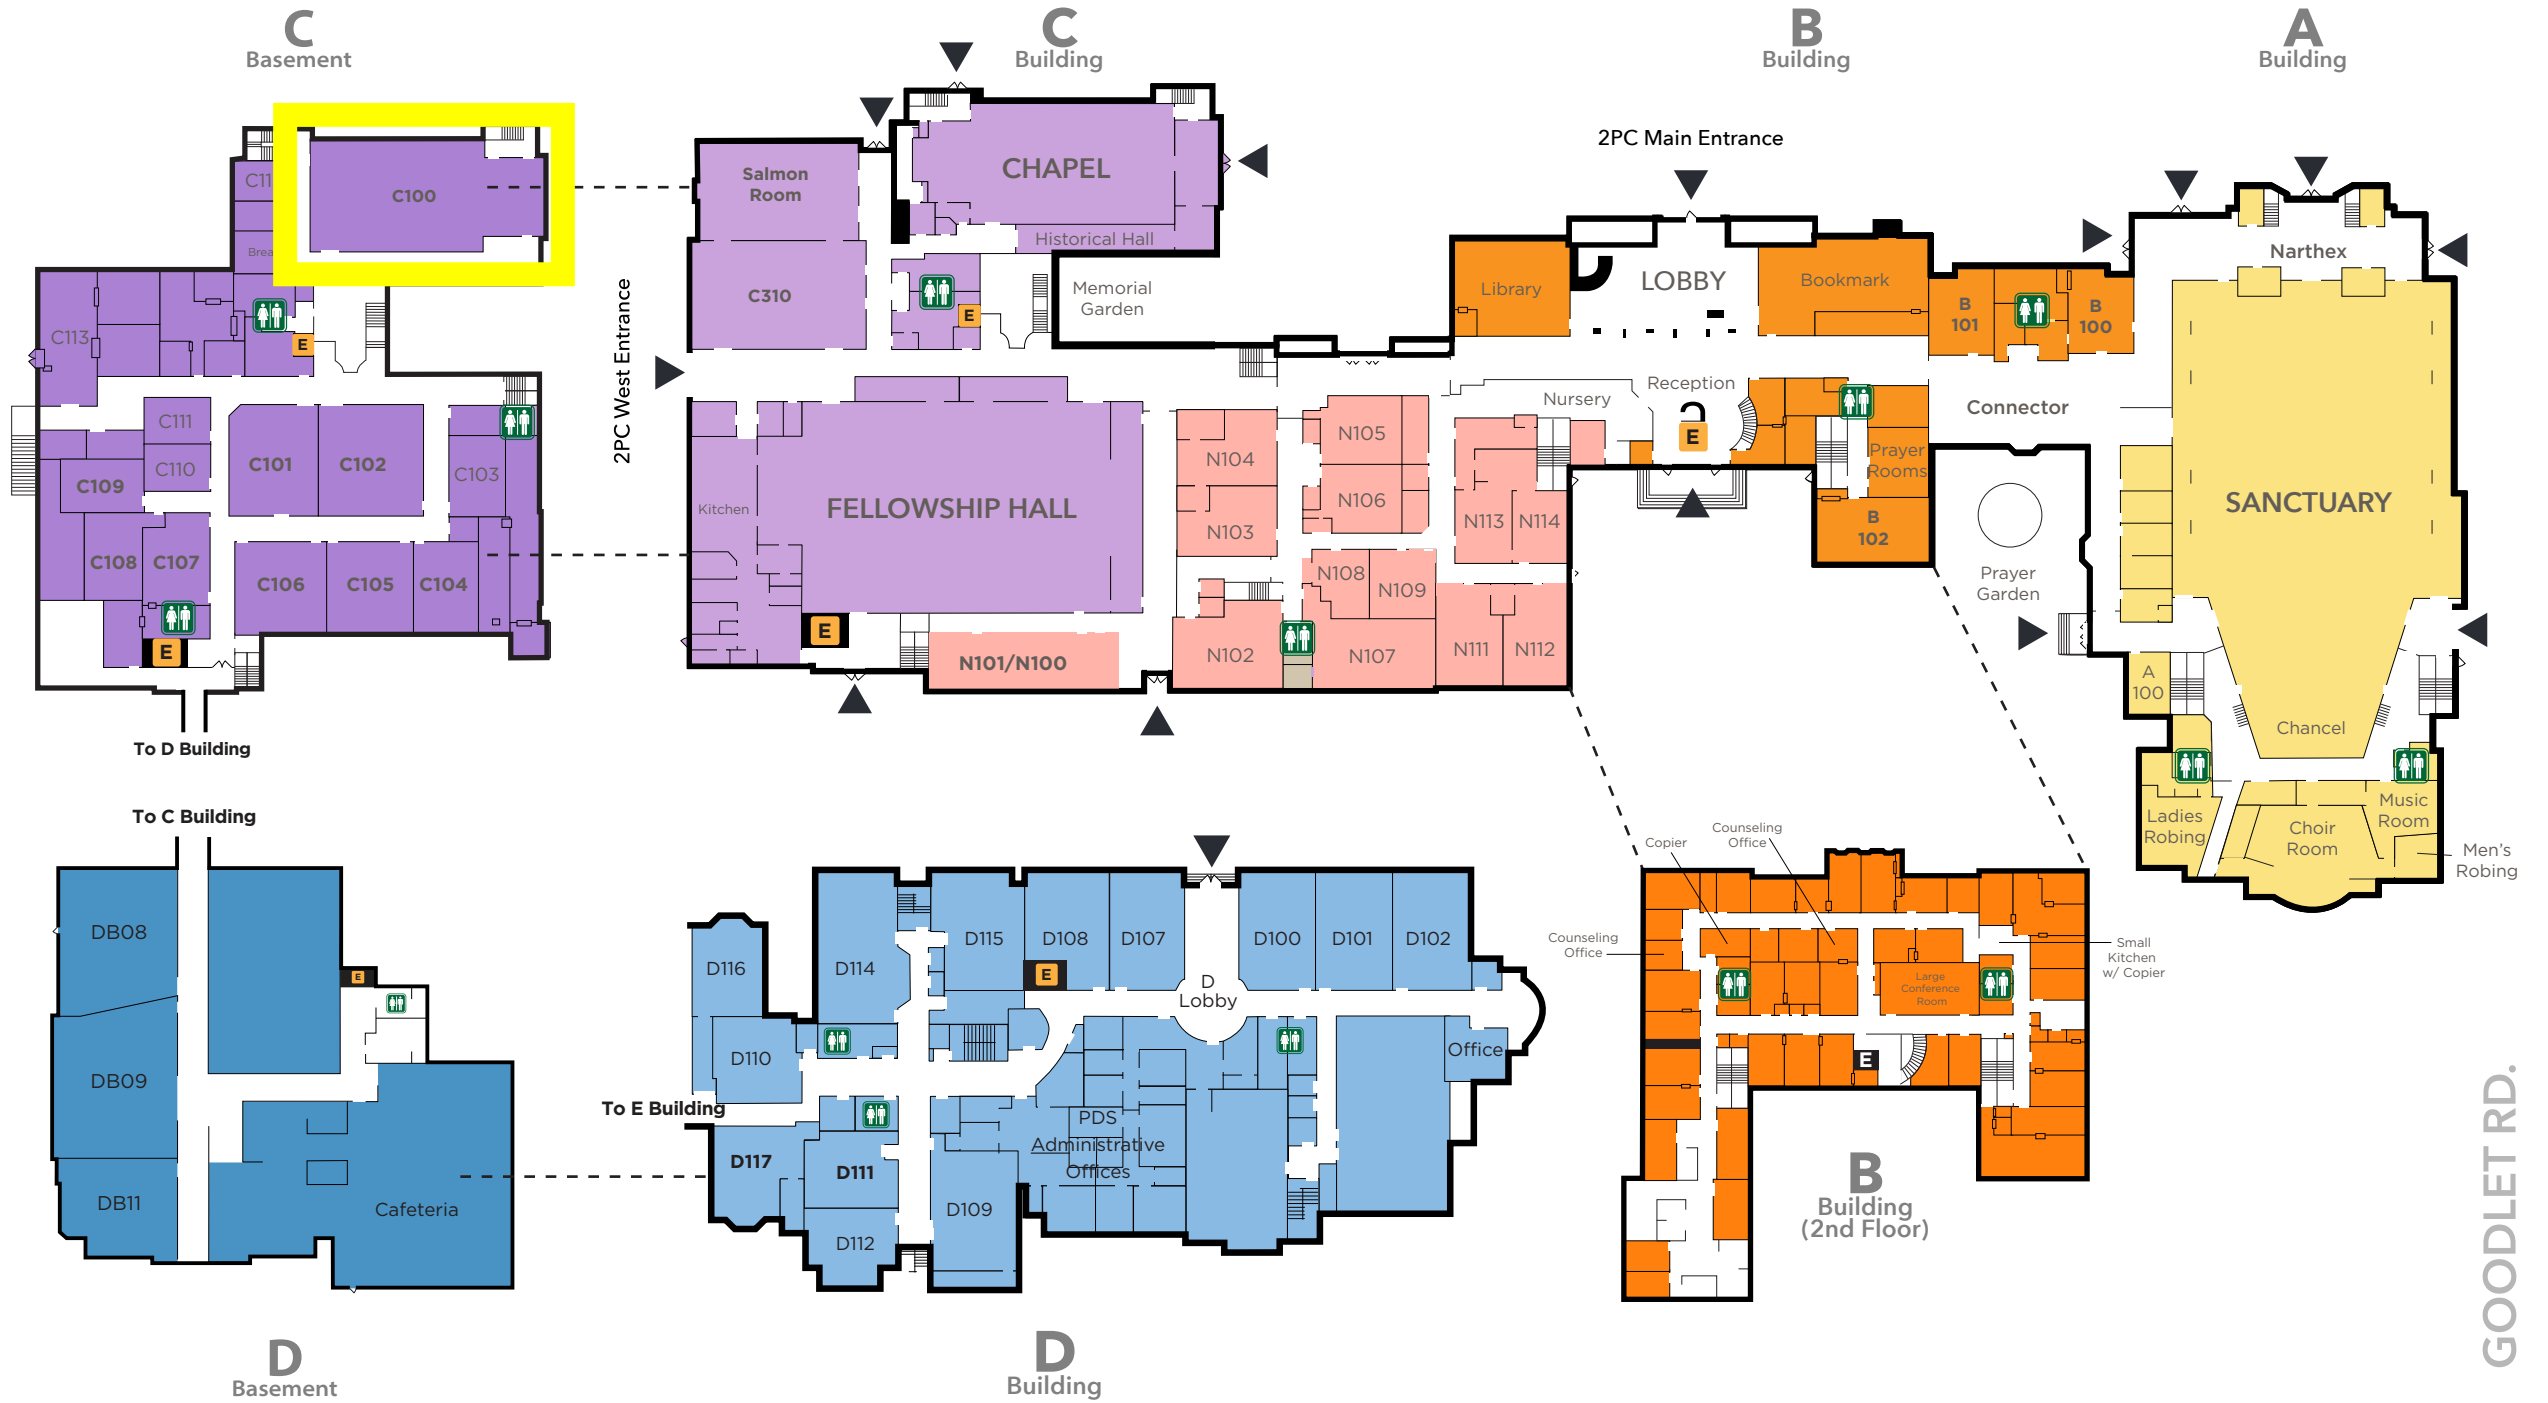 C
Basement
C
Building
B
Building
A
Building
2PC Main Entrance
C100
C11
Brea
C113
E
C111
C110
C109
C101
C102
C103
C108
C107
C106
C105
C104
E
To D Building
2PC West Entrance
Salmon
Room
C310
CHAPEL
Historical Hall
E
Memorial
Garden
Kitchen
FELLOWSHIP HALL
E
N101/N100
N104
N103
N102
N105
N106
N108
N109
N107
N113
N114
N111
N112
Library
LOBBY
Bookmark
Reception
Nursery
E
Prayer
Rooms
B
102
B
101
B
100
Connector
Narthex
SANCTUARY
Prayer
Garden
A
100
Chancel
Ladies
Robing
Choir
Room
Music
Room
Men's
Robing
To C Building
DB08
DB09
DB11
E
Cafeteria
D
Basement
D116
D114
D115
D108
D107
E
D
Lobby
D100
D101
D102
Office
D110
To E Building
D117
D111
D112
D109
PDS
Administrative
Offices
D
Building
Copier
Counseling
Office
Counseling
Office
Large
Conference
Room
Small
Kitchen
w/ Copier
E
B
Building
(2nd Floor)
GOODLET RD.